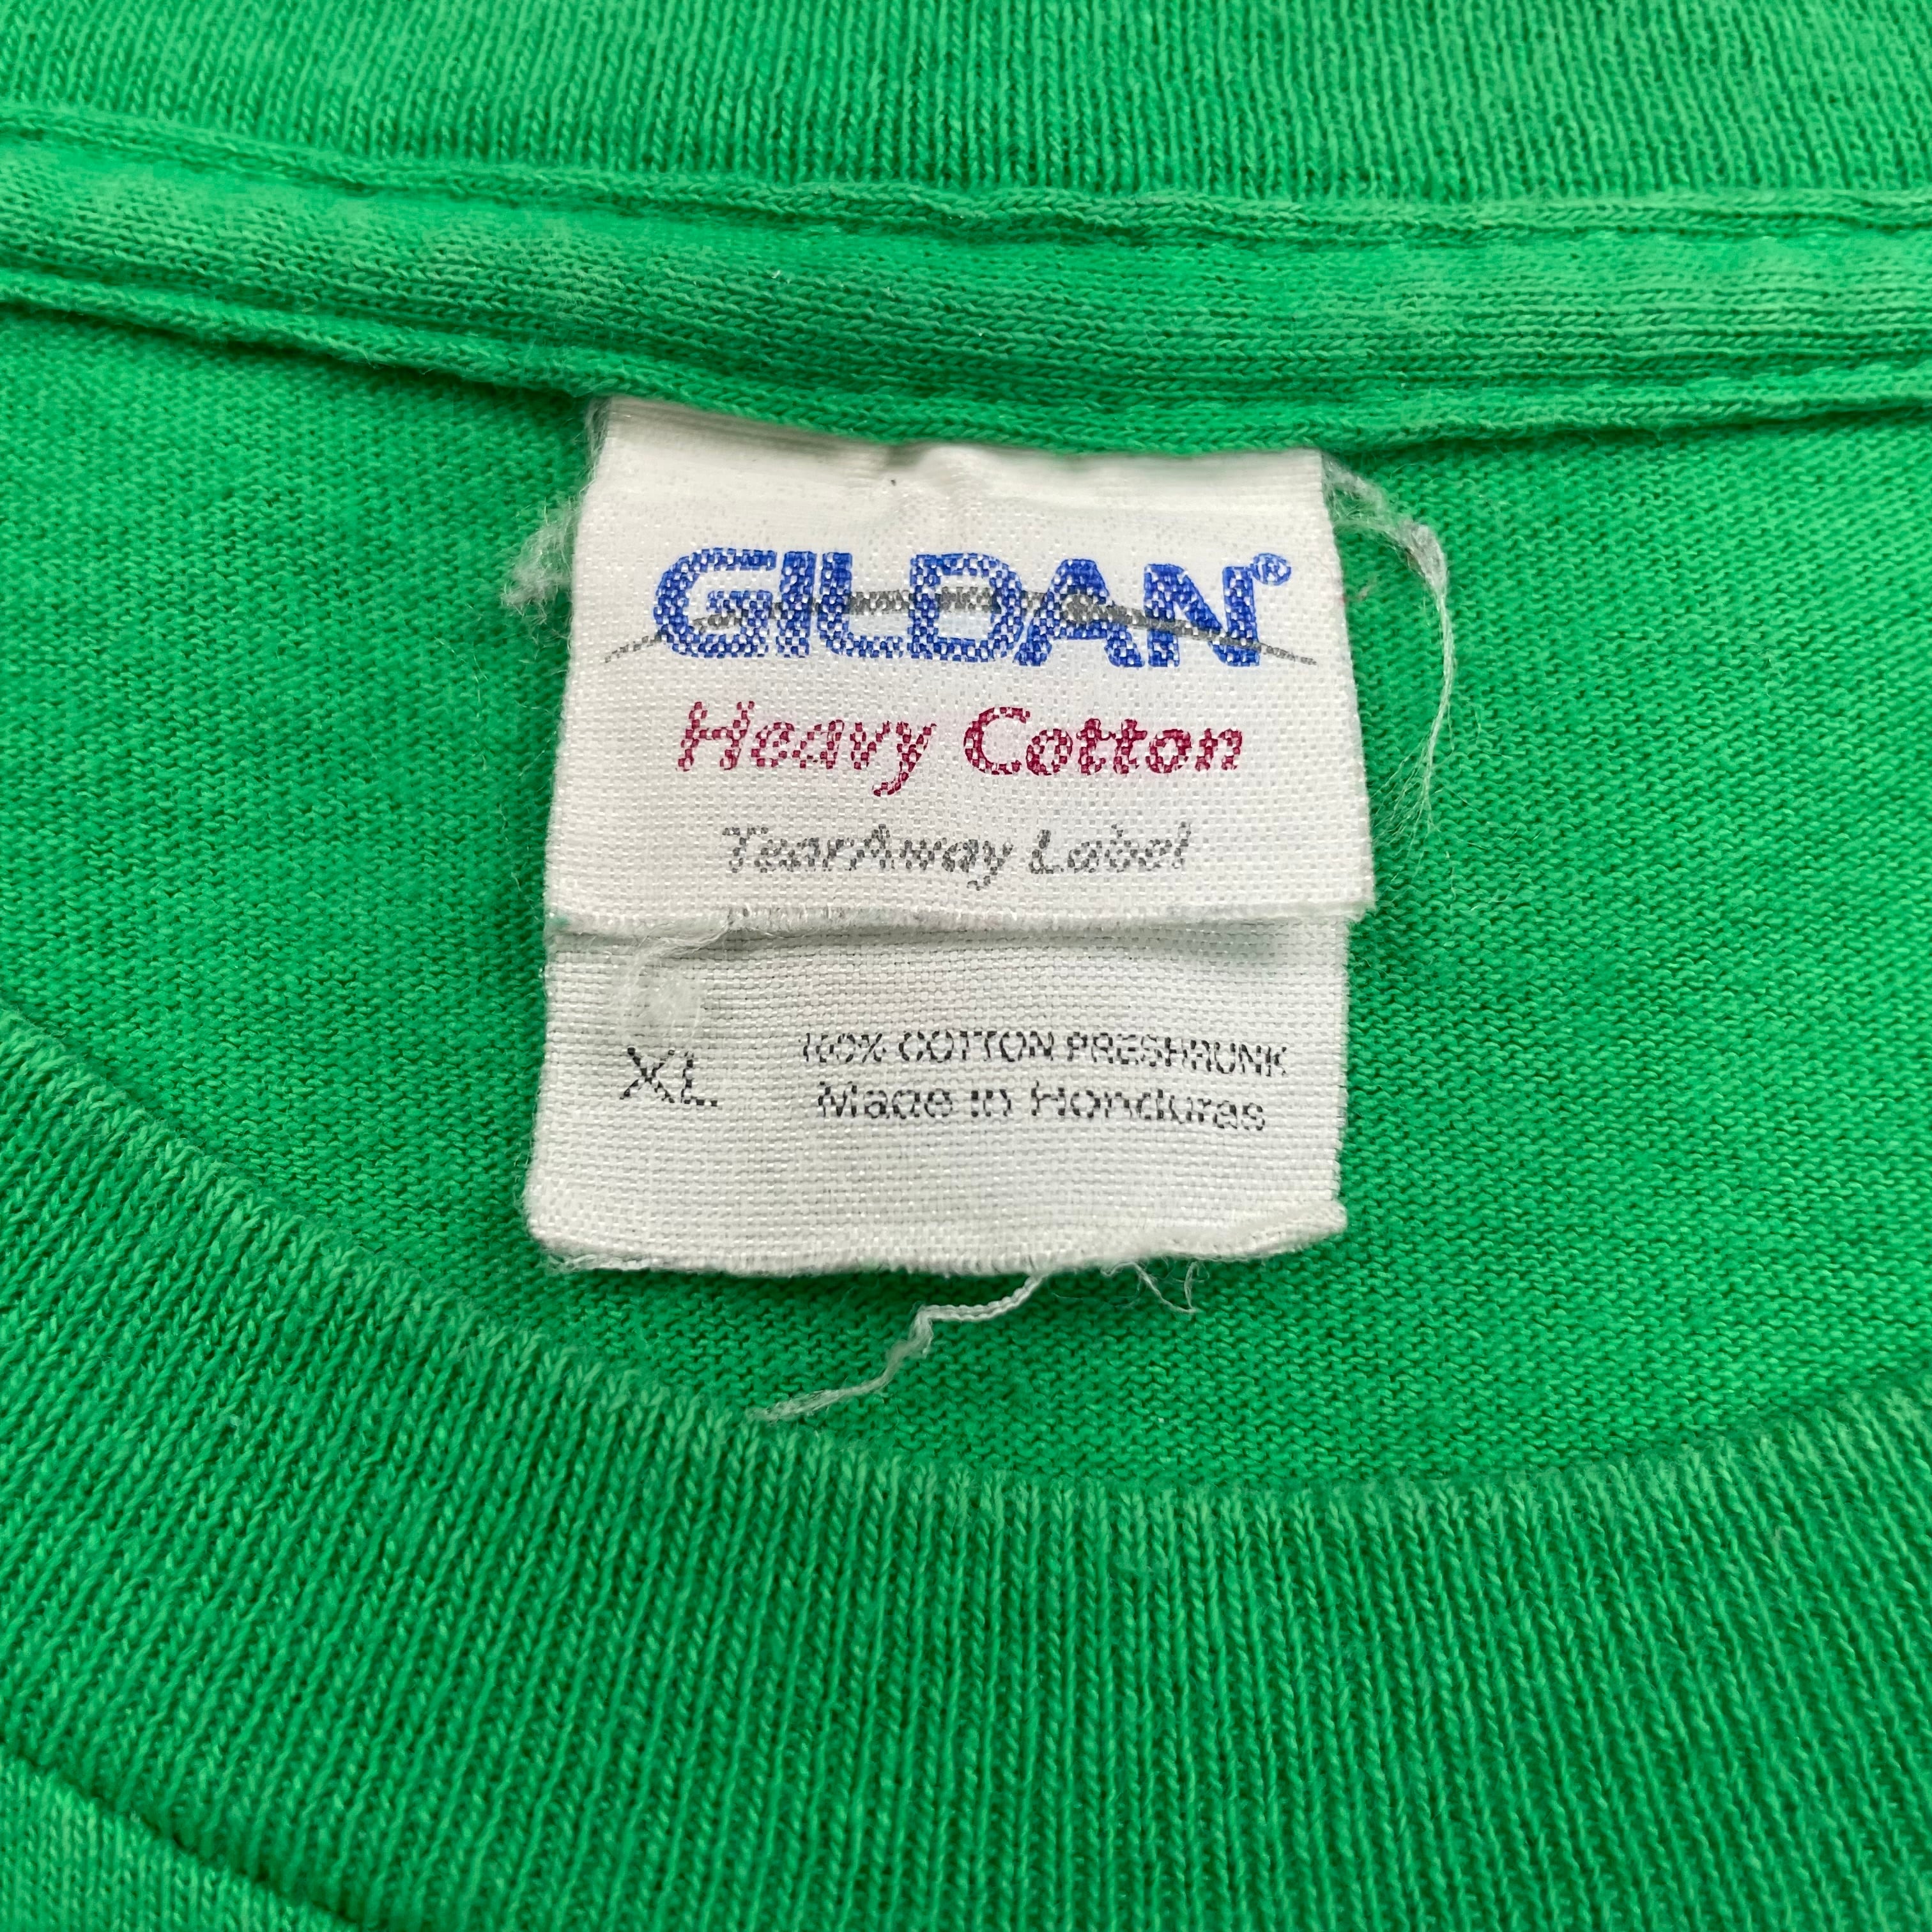 GILDAN®
Heavy Cotton
TearAway Label
XL
100% COTTON PRESHRUNK
Made in Honduras